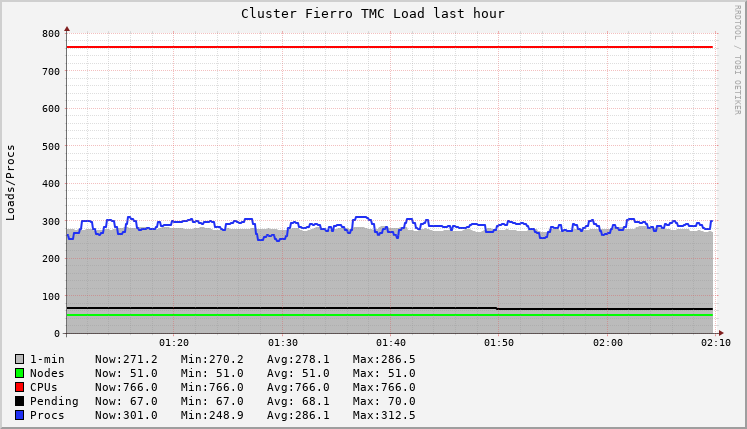 Cluster Fierro TMC Load last hour
RRDTOOL / TOBI OETIKER
Loads/Procs
800
700
600
500
400
300
200
100
0
01:20 01:30 01:40 01:50 02:00 02:10
1-min Now:271.2 Min:270.2 Avg:278.1 Max:286.5
Nodes Now: 51.0 Min: 51.0 Avg: 51.0 Max: 51.0
CPUs Now:766.0 Min:766.0 Avg:766.0 Max:766.0
Pending Now: 67.0 Min: 67.0 Avg: 68.1 Max: 70.0
Procs Now:301.0 Min:248.9 Avg:286.1 Max:312.5